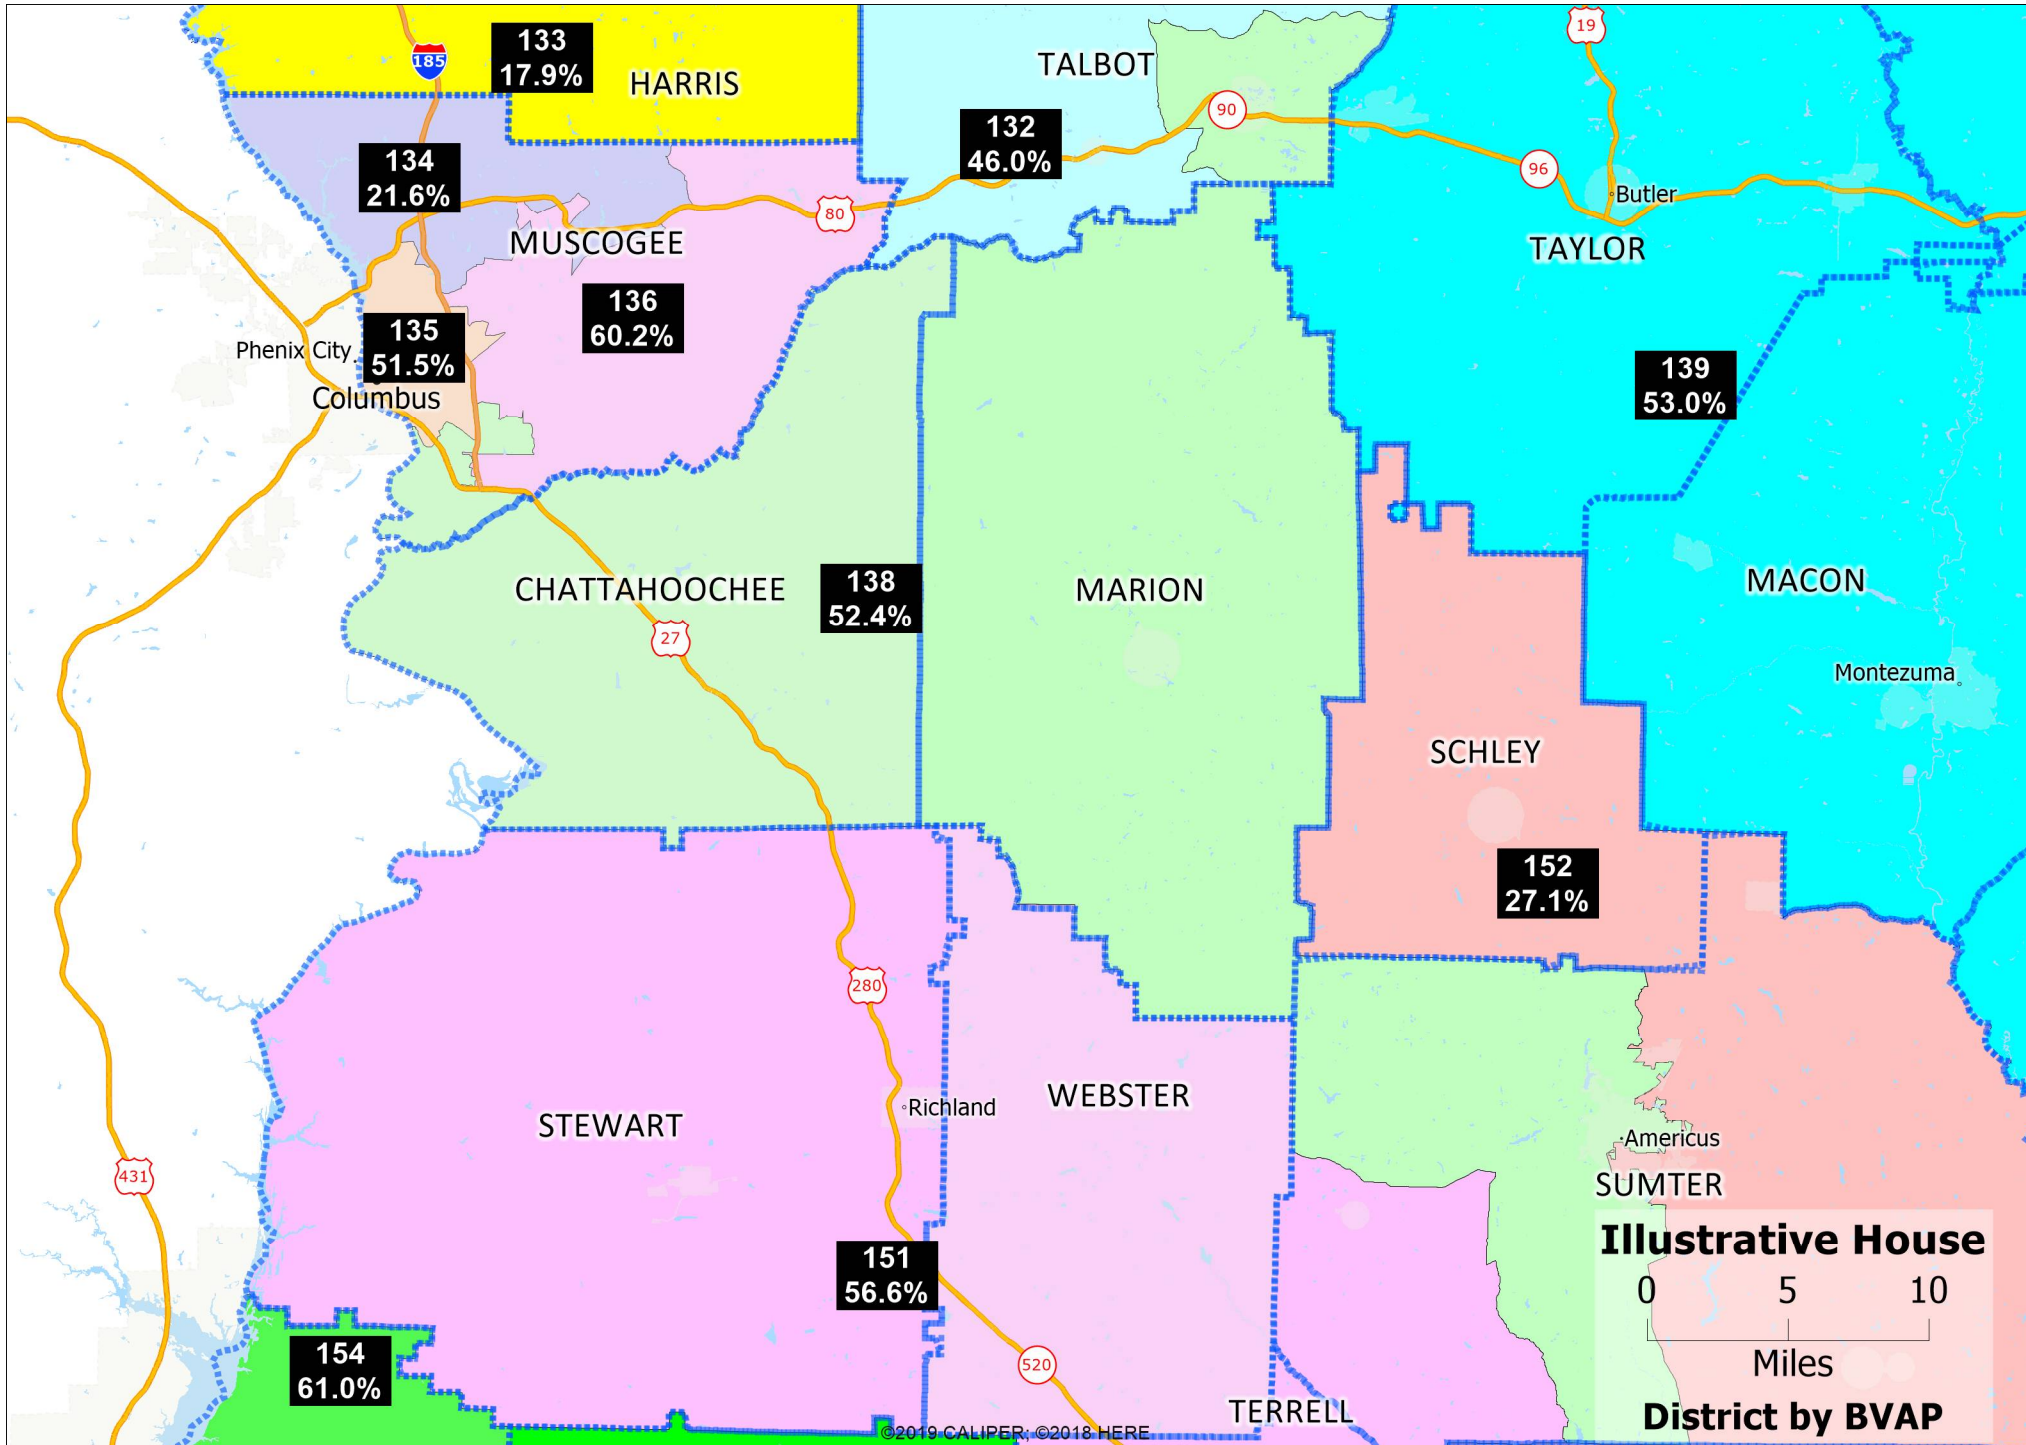 19
133
17.9%
TALBOT
185
HARRIS
90
132
46.0%
134
21.6%
96
Butler
80
MUSCOGEE
TAYLOR
136
60.2%
135
51.5%
Phenix City
139
53.0%
Columbus
138
52.4%
CHATTAHOOCHEE
MARION
MACON
27
Montezuma
SCHLEY
152
27.1%
280
WEBSTER
Richland
STEWART
Americus
431
SUMTER
Illustrative House
0 5 10
Miles
District by BVAP
151
56.6%
154
61.0%
520
TERRELL
©2019 CALIPER; ©2018 HERE